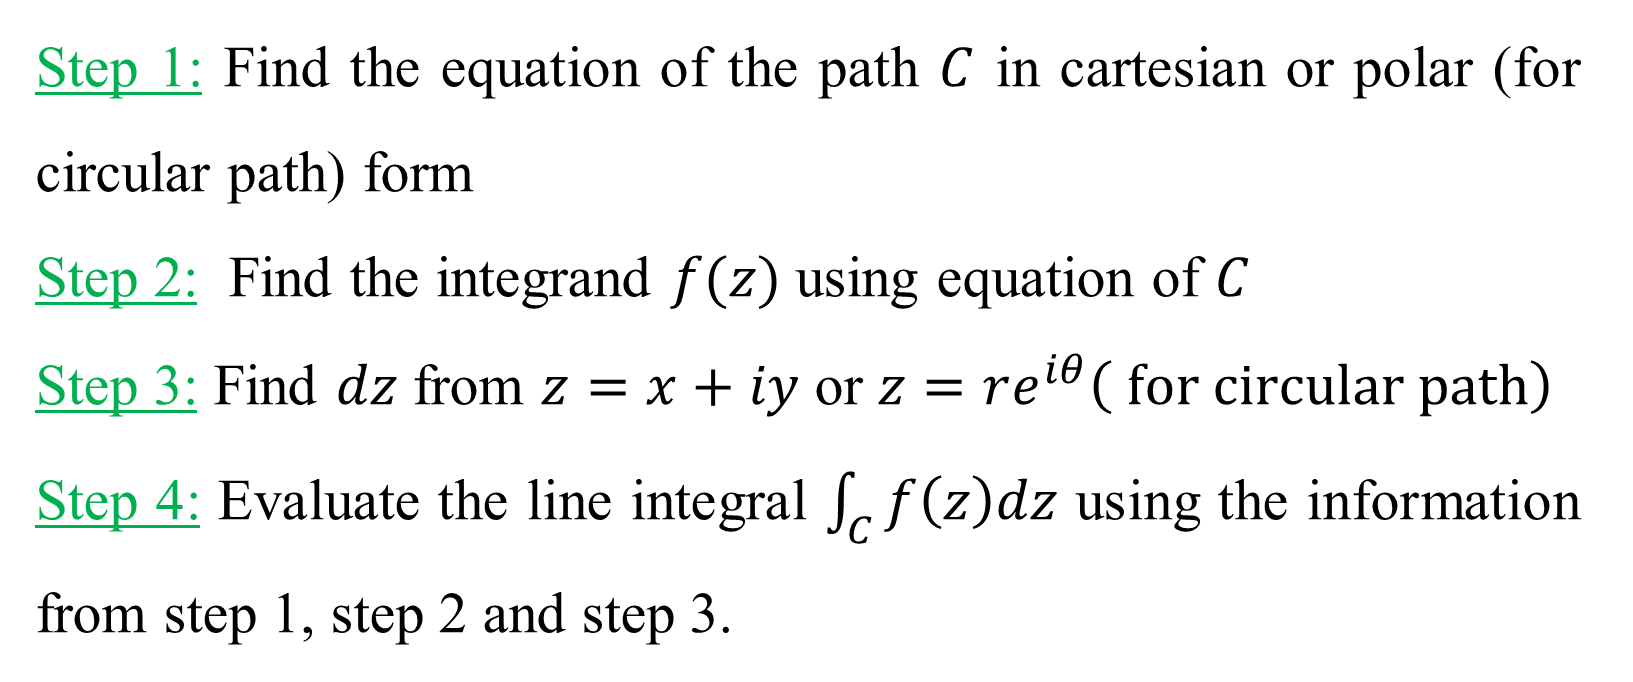 Step 1: Find the equation of the path C in cartesian or polar (for
circular path) form
Step 2: Find the integrand f(z) using equation of C
Step 3: Find dz from z = x + iy or z = re^{iθ} ( for circular path)
Step 4: Evaluate the line integral ∫_C f(z)dz using the information
from step 1, step 2 and step 3.